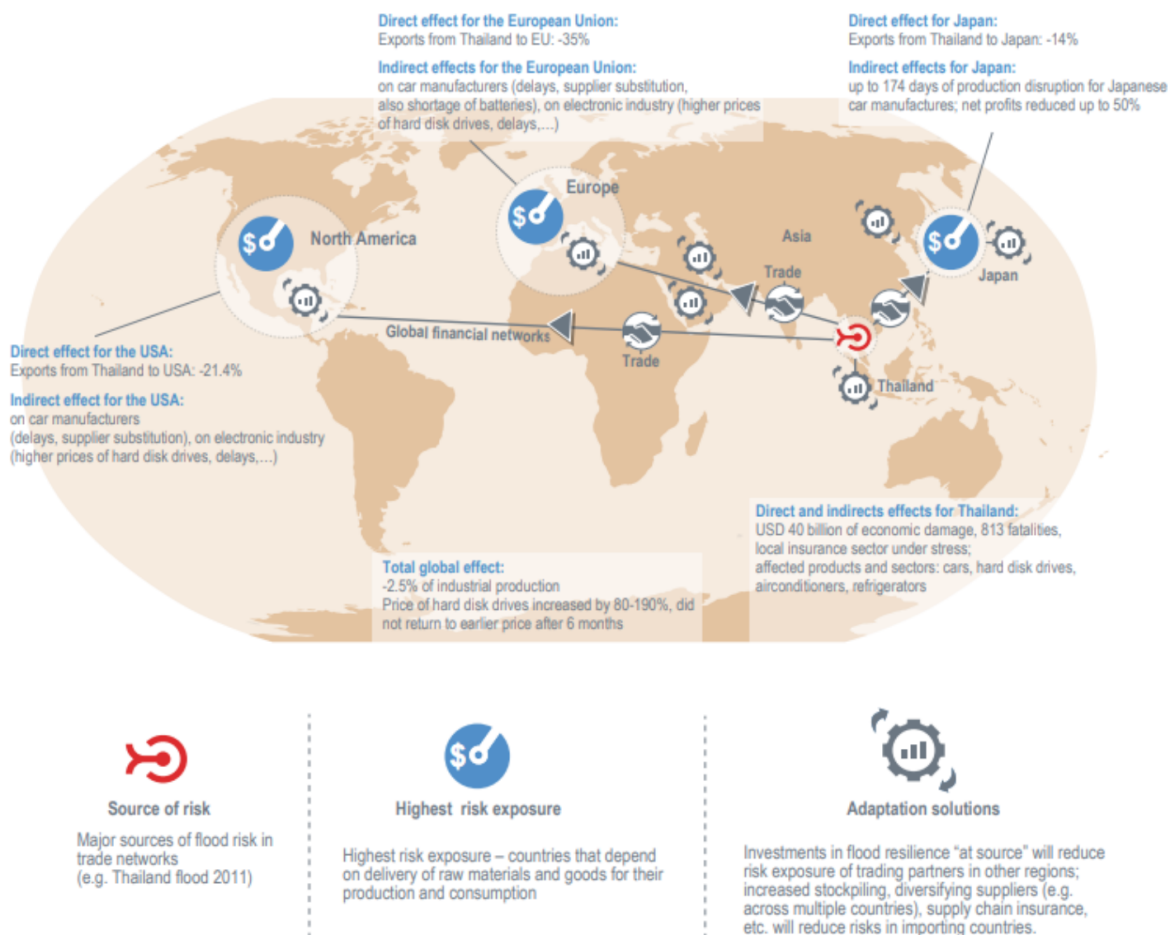 Direct effect for the European Union:
Exports from Thailand to EU: -35%
Indirect effects for the European Union:
on car manufacturers (delays, supplier substitution,
also shortage of batteries), on electronic industry (higher prices
of hard disk drives, delays,…)
Direct effect for Japan:
Exports from Thailand to Japan: -14%
Indirect effects for Japan:
up to 174 days of production disruption for Japanese
car manufactures; net profits reduced up to 50%
Europe
$
North America
$
Asia
$
Japan
Trade
Global financial networks
Trade
Thailand
Direct effect for the USA:
Exports from Thailand to USA: -21.4%
Indirect effect for the USA:
on car manufacturers
(delays, supplier substitution), on electronic industry
(higher prices of hard disk drives, delays,…)
Direct and indirects effects for Thailand:
USD 40 billion of economic damage, 813 fatalities,
local insurance sector under stress;
affected products and sectors: cars, hard disk drives,
airconditioners, refrigerators
Total global effect:
-2.5% of industrial production
Price of hard disk drives increased by 80-190%, did
not return to earlier price after 6 months
Source of risk
Major sources of flood risk in
trade networks
(e.g. Thailand flood 2011)
$
Highest risk exposure
Highest risk exposure – countries that depend
on delivery of raw materials and goods for their
production and consumption
Adaptation solutions
Investments in flood resilience “at source” will reduce
risk exposure of trading partners in other regions;
increased stockpiling, diversifying suppliers (e.g.
across multiple countries), supply chain insurance,
etc. will reduce risks in importing countries.